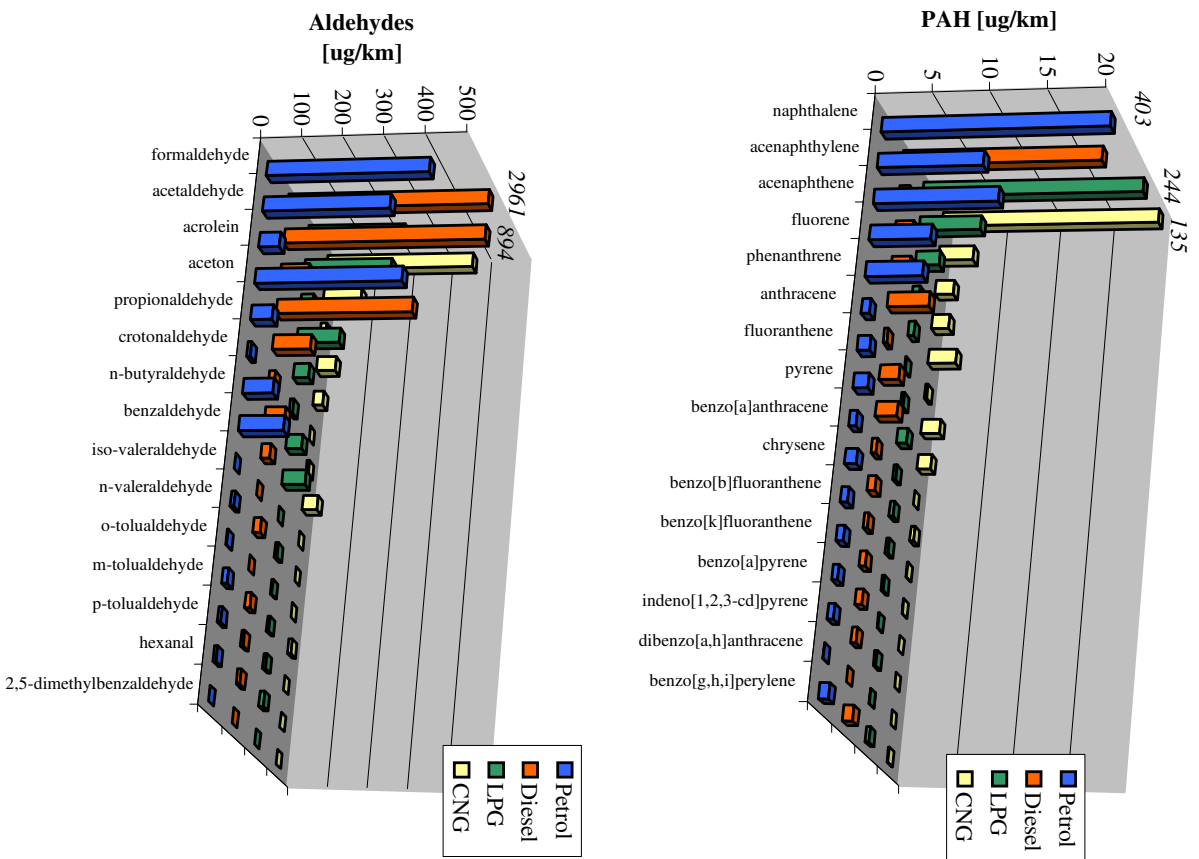 Aldehydes
[ug/km]
0
100
200
300
400
500
formaldehyde
acetaldehyde
acrolein
aceton
propionaldehyde
crotonaldehyde
n-butyraldehyde
benzaldehyde
iso-valeraldehyde
n-valeraldehyde
o-tolualdehyde
m-tolualdehyde
p-tolualdehyde
hexanal
2,5-dimethylbenzaldehyde
2961
894
Petrol
Diesel
LPG
CNG
PAH [ug/km]
0
5
10
15
20
naphthalene
acenaphthylene
acenaphthene
fluorene
phenanthrene
anthracene
fluoranthene
pyrene
benzo[a]anthracene
chrysene
benzo[b]fluoranthene
benzo[k]fluoranthene
benzo[a]pyrene
indeno[1,2,3-cd]pyrene
dibenzo[a,h]anthracene
benzo[g,h,i]perylene
403
244
135
Petrol
Diesel
LPG
CNG